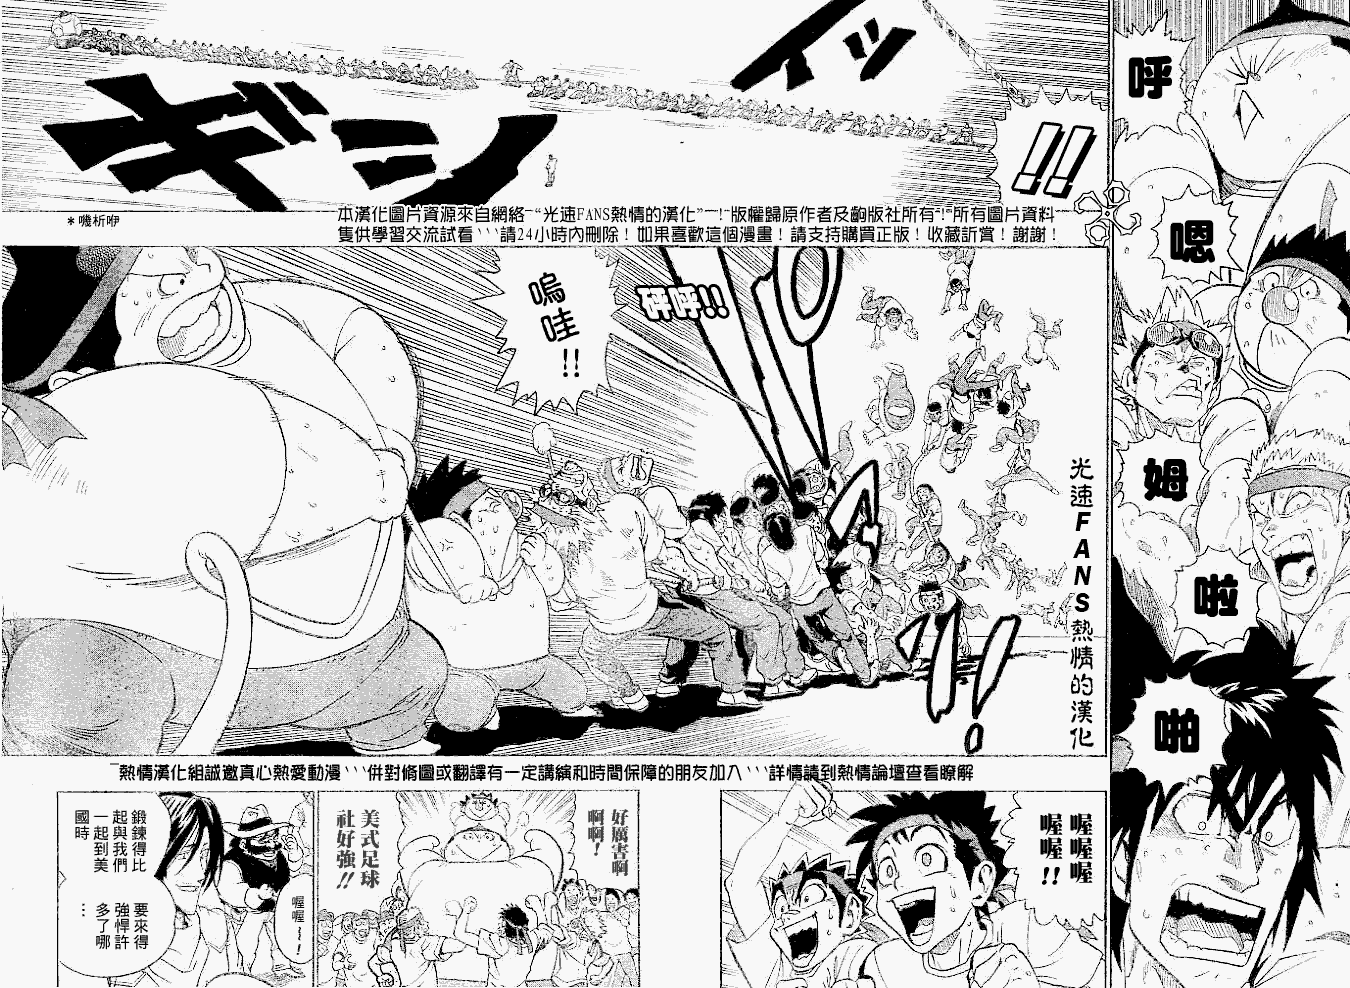 呼
嗯
姆
啦
啪
イッ
!!
ギシ
*嘰析咿
本漢化圖片資源來自網絡“光速FANS熱情的漢化”!版權歸原作者及齣版社所有!所有圖片資料
隻供學習交流試看```請24小時內刪除!如果喜歡這個漫畫!請支持購買正版!收藏訢賞!謝謝!
嗚
哇
!!
砰呼!!
光速FANS熱情的漢化
熱情漢化組誠邀真心熱愛動漫```併對脩圖或翻譯有一定講縯和時間保障的朋友加入```詳情請到熱情論壇查看瞭解
喔喔喔
喔喔!!
好厲害啊
啊啊!
美式足球
社好強!!
喔喔~~!
鍛鍊得比
起與我們
一起到美
國時
要來得
強悍許
多了哪
…